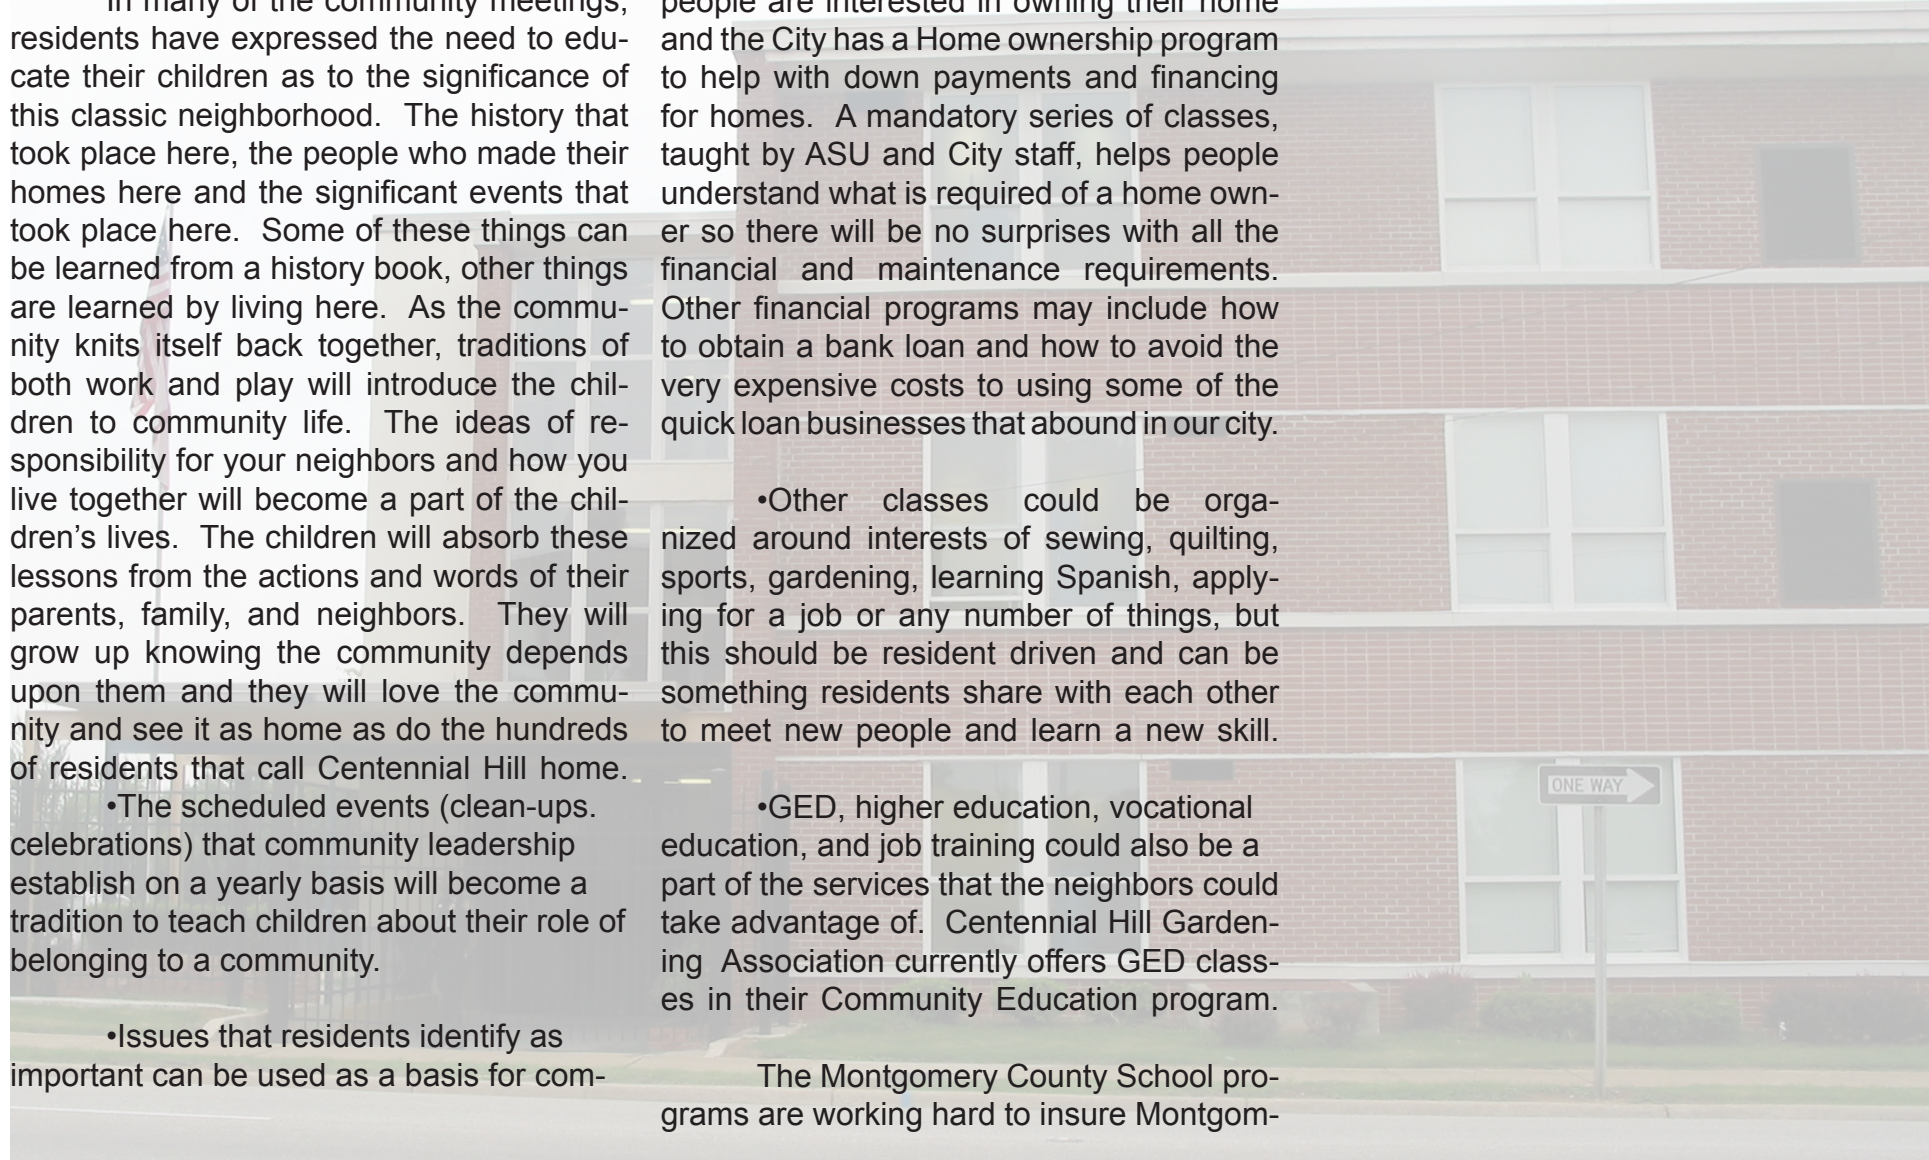 In many of the community meetings,
residents have expressed the need to edu-
cate their children as to the significance of
this classic neighborhood.  The history that
took place here, the people who made their
homes here and the significant events that
took place here.  Some of these things can
be learned from a history book, other things
are learned by living here.  As the commu-
nity knits itself back together, traditions of
both work and play will introduce the chil-
dren to community life.  The ideas of re-
sponsibility for your neighbors and how you
live together will become a part of the chil-
dren's lives.  The children will absorb these
lessons from the actions and words of their
parents, family, and neighbors.  They will
grow up knowing the community depends
upon them and they will love the commu-
nity and see it as home as do the hundreds
of residents that call Centennial Hill home.
•The scheduled events (clean-ups.
celebrations) that community leadership
establish on a yearly basis will become a
tradition to teach children about their role of
belonging to a community.
•Issues that residents identify as
important can be used as a basis for com-
people are interested in owning their home
and the City has a Home ownership program
to help with down payments and financing
for homes.  A mandatory series of classes,
taught by ASU and City staff, helps people
understand what is required of a home own-
er so there will be no surprises with all the
financial and maintenance requirements.
Other financial programs may include how
to obtain a bank loan and how to avoid the
very expensive costs to using some of the
quick loan businesses that abound in our city.
•Other classes could be orga-
nized around interests of sewing, quilting,
sports, gardening, learning Spanish, apply-
ing for a job or any number of things, but
this should be resident driven and can be
something residents share with each other
to meet new people and learn a new skill.
•GED, higher education, vocational
education, and job training could also be a
part of the services that the neighbors could
take advantage of.  Centennial Hill Garden-
ing  Association currently offers GED class-
es in their Community Education program.
The Montgomery County School pro-
grams are working hard to insure Montgom-
ONE WAY